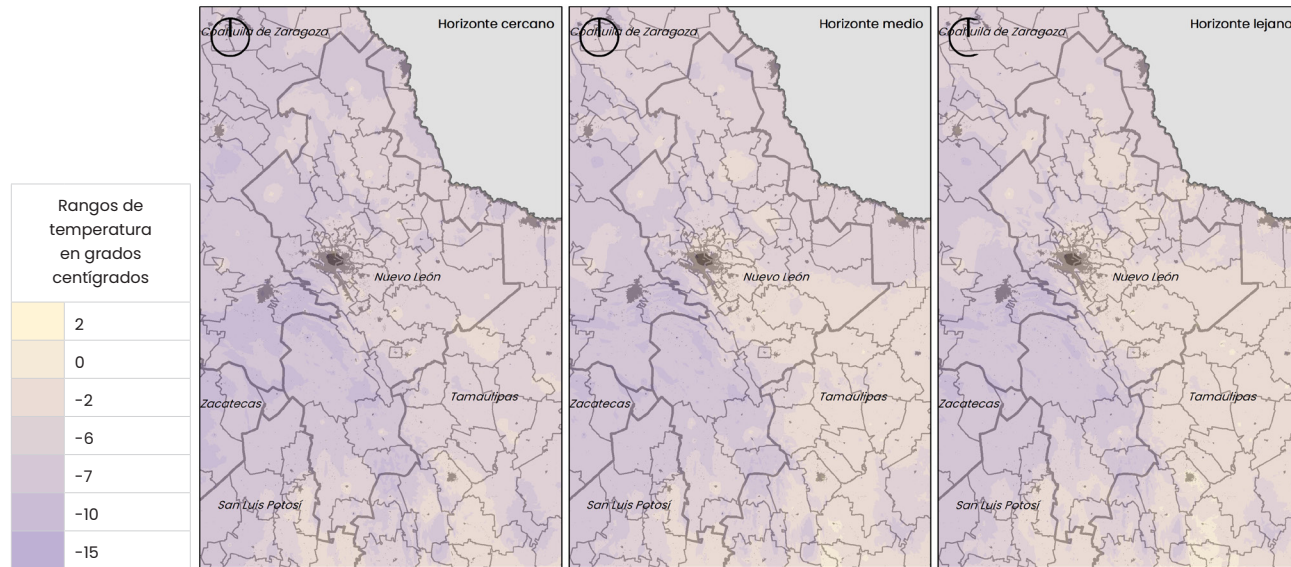 Rangos de
temperatura
en grados
centígrados
2
0
-2
-6
-7
-10
-15
Horizonte cercano
Coahuila de Zaragoza
Nuevo León
Zacatecas
Tamaulipas
San Luis Potosí
Horizonte medio
Coahuila de Zaragoza
Nuevo León
Zacatecas
Tamaulipas
San Luis Potosí
Horizonte lejano
Coahuila de Zaragoza
Nuevo León
Zacatecas
Tamaulipas
San Luis Potosí